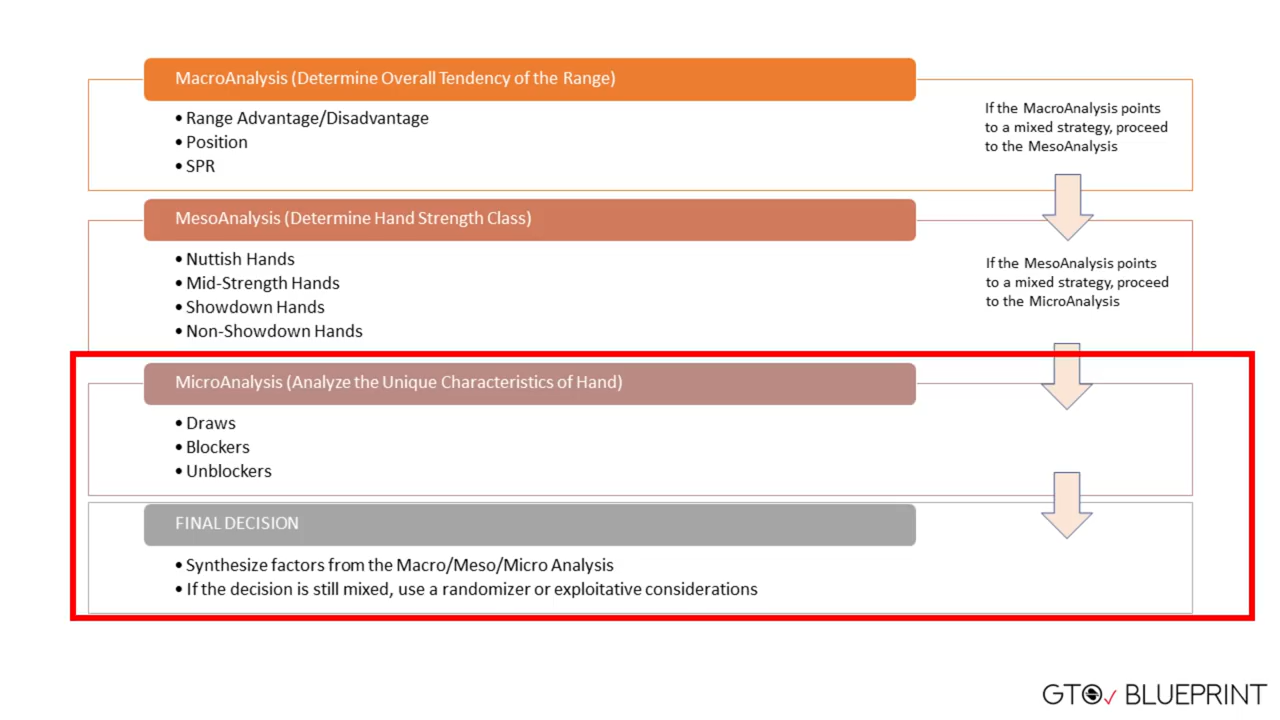 MacroAnalysis (Determine Overall Tendency of the Range)
• Range Advantage/Disadvantage
• Position
• SPR
If the MacroAnalysis points
to a mixed strategy, proceed
to the MesoAnalysis
MesoAnalysis (Determine Hand Strength Class)
• Nuttish Hands
• Mid-Strength Hands
• Showdown Hands
• Non-Showdown Hands
If the MesoAnalysis points
to a mixed strategy, proceed
to the MicroAnalysis
MicroAnalysis (Analyze the Unique Characteristics of Hand)
• Draws
• Blockers
• Unblockers
FINAL DECISION
• Synthesize factors from the Macro/Meso/Micro Analysis
• If the decision is still mixed, use a randomizer or exploitative considerations
GTO BLUEPRINT